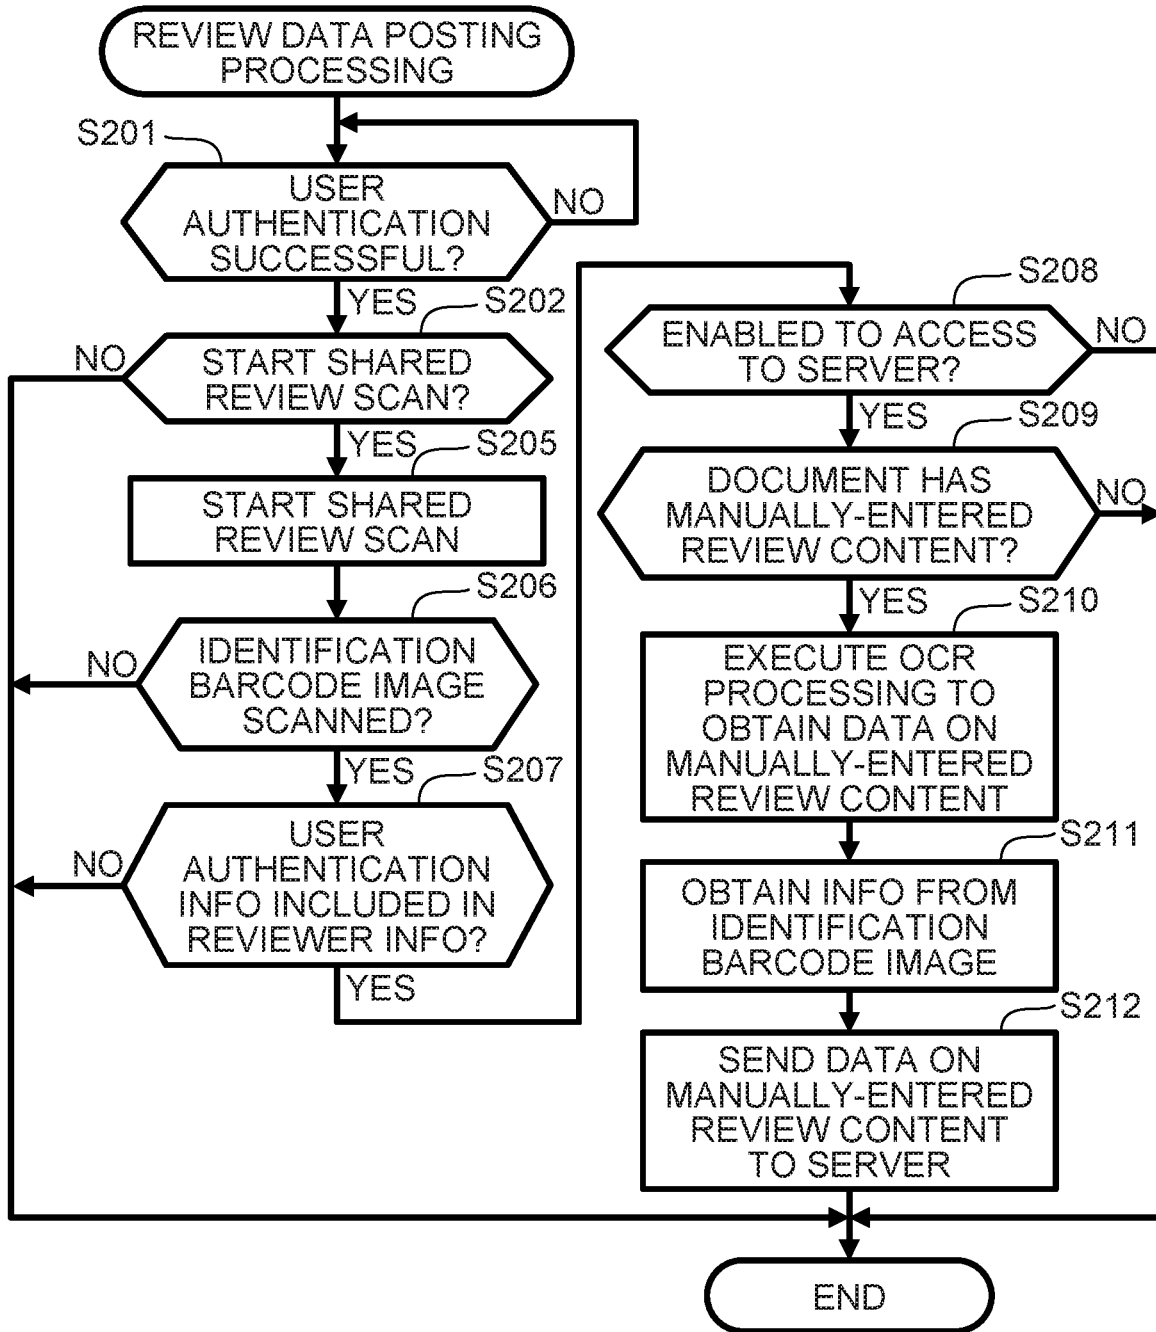 REVIEW DATA POSTING
PROCESSING
S201
USER
AUTHENTICATION
SUCCESSFUL?
NO
YES
S202
NO
START SHARED
REVIEW SCAN?
YES
S205
START SHARED
REVIEW SCAN
S206
NO
IDENTIFICATION
BARCODE IMAGE
SCANNED?
YES
S207
NO
USER
AUTHENTICATION
INFO INCLUDED IN
REVIEWER INFO?
YES
S208
ENABLED TO ACCESS
TO SERVER?
NO
YES
S209
DOCUMENT HAS
MANUALLY-ENTERED
REVIEW CONTENT?
NO
YES
S210
EXECUTE OCR
PROCESSING TO
OBTAIN DATA ON
MANUALLY-ENTERED
REVIEW CONTENT
S211
OBTAIN INFO FROM
IDENTIFICATION
BARCODE IMAGE
S212
SEND DATA ON
MANUALLY-ENTERED
REVIEW CONTENT
TO SERVER
END